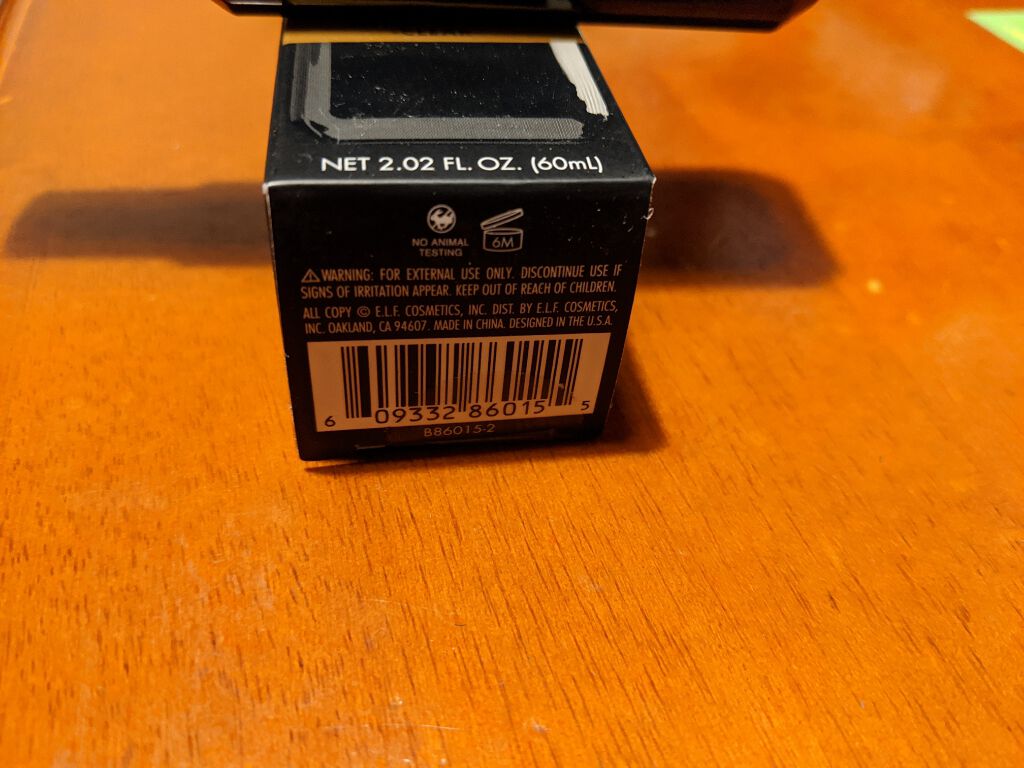 CLEAR
NET 2.02 FL. OZ. (60mL)
NO ANIMAL
TESTING
6M
WARNING: FOR EXTERNAL USE ONLY. DISCONTINUE USE IF
SIGNS OF IRRITATION APPEAR. KEEP OUT OF REACH OF CHILDREN.
ALL COPY © E.L.F. COSMETICS, INC. DIST. BY E.L.F. COSMETICS,
INC. OAKLAND, CA 94607. MADE IN CHINA. DESIGNED IN THE U.S.A.
6 09332 86015 5
B86015-2